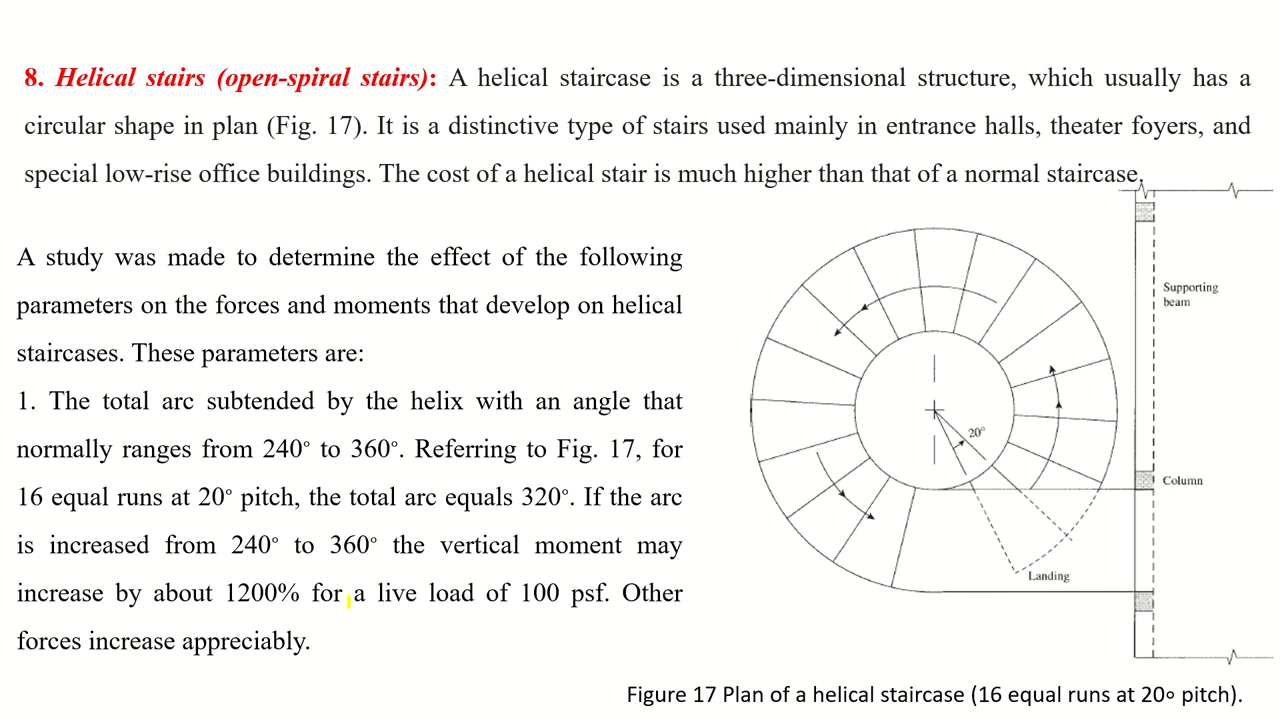 8. Helical stairs (open-spiral stairs): A helical staircase is a three-dimensional structure, which usually has a
circular shape in plan (Fig. 17). It is a distinctive type of stairs used mainly in entrance halls, theater foyers, and
special low-rise office buildings. The cost of a helical stair is much higher than that of a normal staircase.
A study was made to determine the effect of the following
parameters on the forces and moments that develop on helical
staircases. These parameters are:
1. The total arc subtended by the helix with an angle that
normally ranges from 240° to 360°. Referring to Fig. 17, for
16 equal runs at 20° pitch, the total arc equals 320°. If the arc
is increased from 240° to 360° the vertical moment may
increase by about 1200% for a live load of 100 psf. Other
forces increase appreciably.
Supporting
beam
20°
Column
Landing
Figure 17 Plan of a helical staircase (16 equal runs at 20∘ pitch).